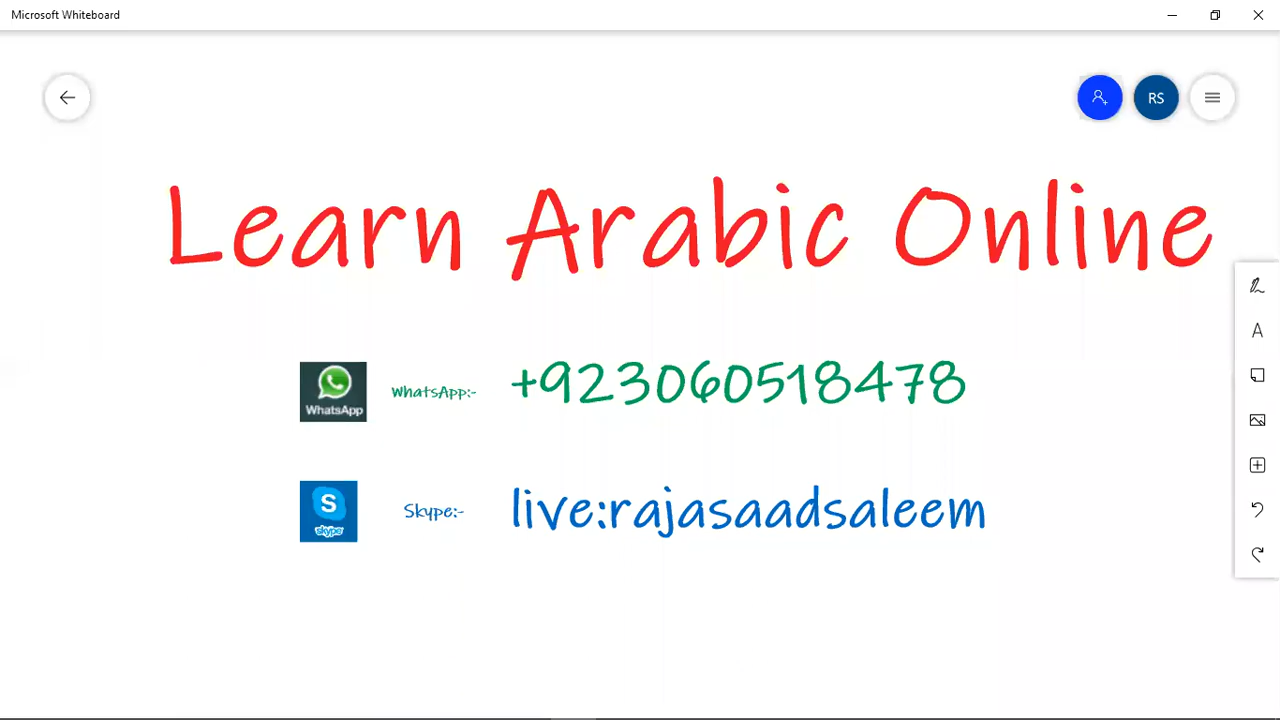 Microsoft Whiteboard
RS
Learn Arabic Online
WhatsApp
WhatsApp:- +923060518478
S
skype
Skype:- live:rajasaadsaleem
A